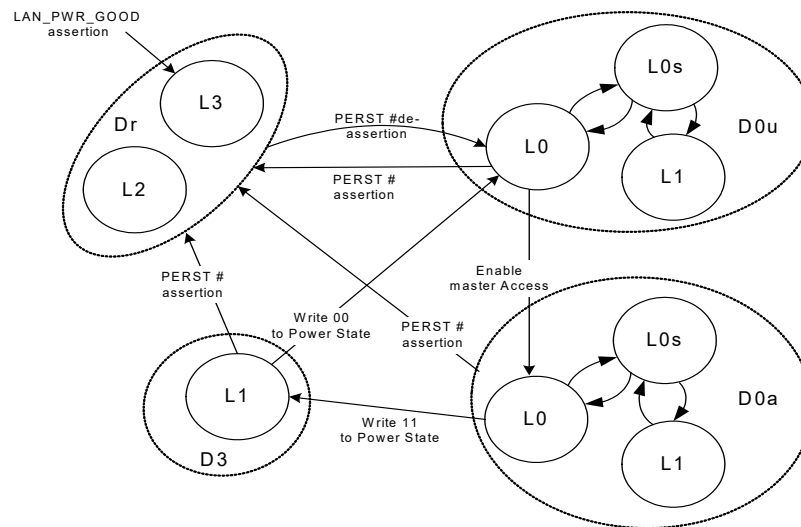 LAN_PWR_GOOD
assertion
L3
Dr
L2
PERST #de-
assertion
PERST #
assertion
L0
L0s
D0u
L1
PERST #
assertion
Write 00
to Power State
PERST #
assertion
Enable
master Access
L1
D3
Write 11
to Power State
L0
L0s
D0a
L1